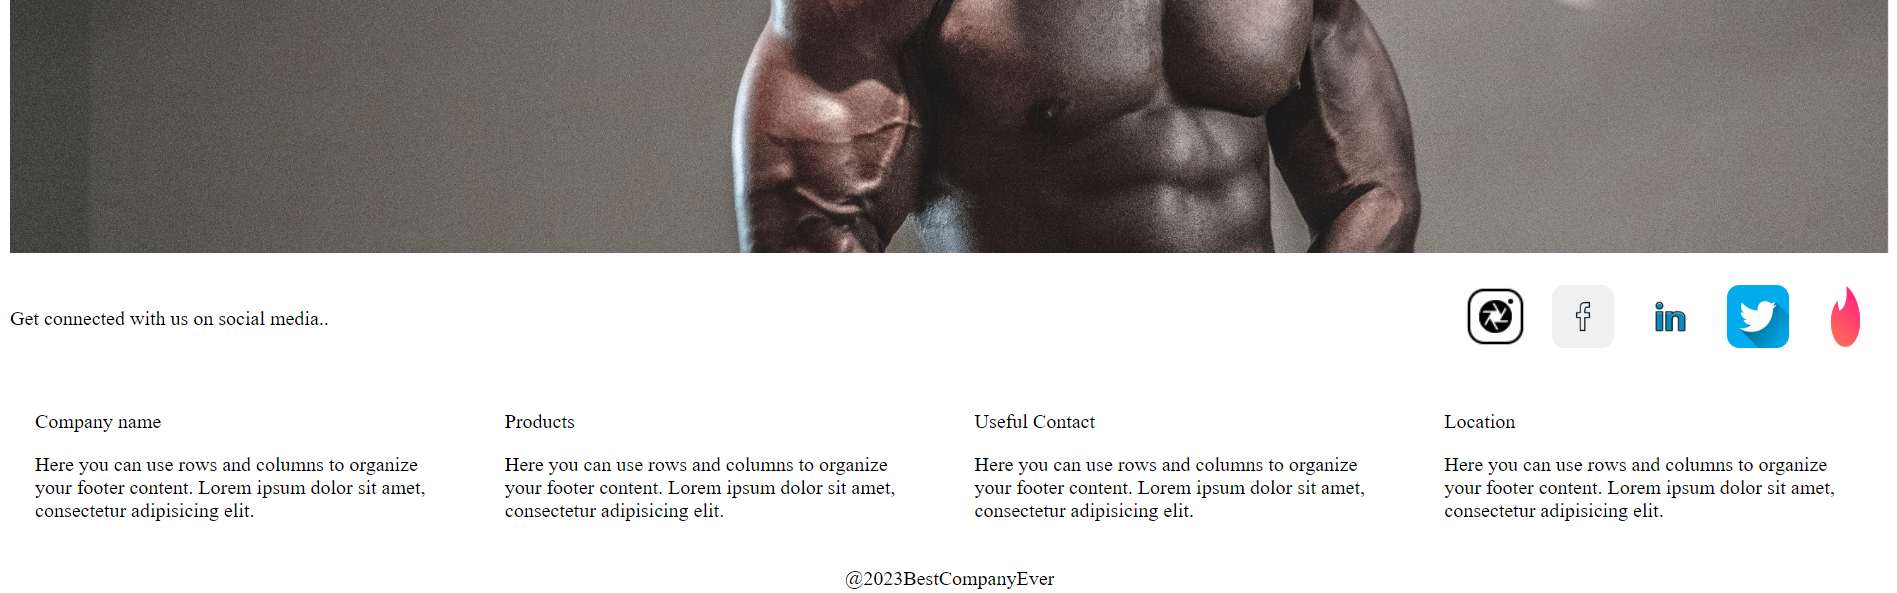 Get connected with us on social media..
f
in
Company name
Here you can use rows and columns to organize
your footer content. Lorem ipsum dolor sit amet,
consectetur adipisicing elit.
Products
Here you can use rows and columns to organize
your footer content. Lorem ipsum dolor sit amet,
consectetur adipisicing elit.
Useful Contact
Here you can use rows and columns to organize
your footer content. Lorem ipsum dolor sit amet,
consectetur adipisicing elit.
Location
Here you can use rows and columns to organize
your footer content. Lorem ipsum dolor sit amet,
consectetur adipisicing elit.
@2023BestCompanyEver